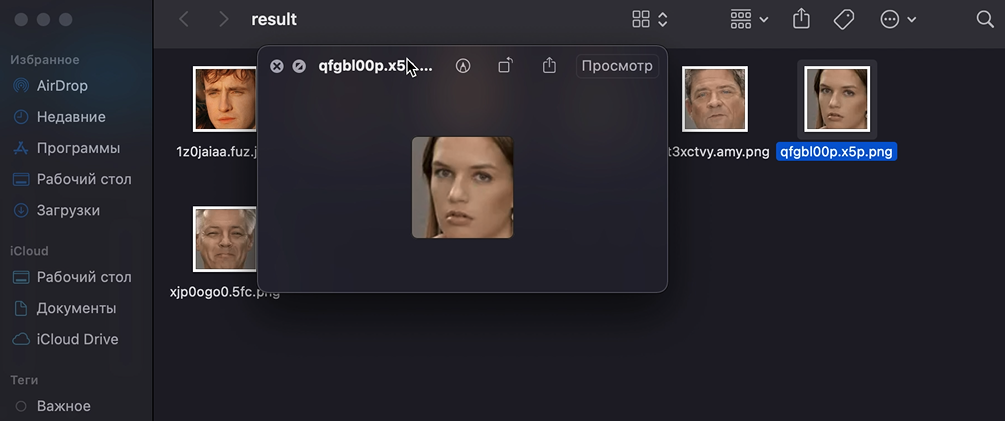 result
Избранное
AirDrop
Недавние
Программы
Рабочий стол
Загрузки
iCloud
Рабочий стол
Документы
iCloud Drive
Теги
Важное
qfgbl00p.x5p....
Просмотр
1z0jaiaa.fuz.j
t3xctvy.amy.png
qfgbl00p.x5p.png
xjp0ogo0.5fc.png